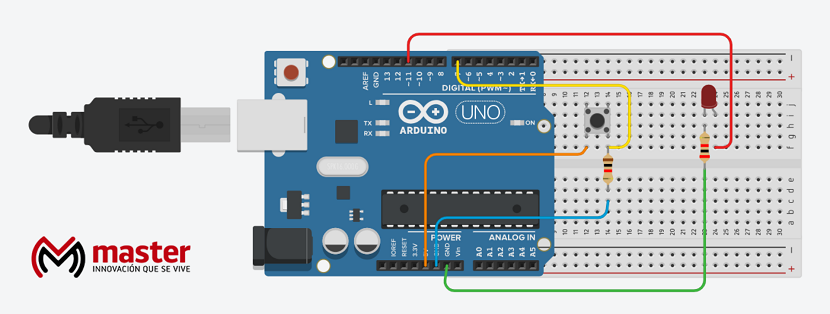 AREF
GND
13
12
~11
~10
~9
8
7
~6
~5
4
~3
2
TX→1
RX←0
DIGITAL (PWM~)
L
TX
RX
ARDUINO
UNO
ON
POWER
ANALOG IN
IOREF
RESET
3.3V
5V
GND
GND
Vin
A0
A1
A2
A3
A4
A5
j
i
h
g
f
e
d
c
b
a
master
INNOVACIÓN QUE SE VIVE